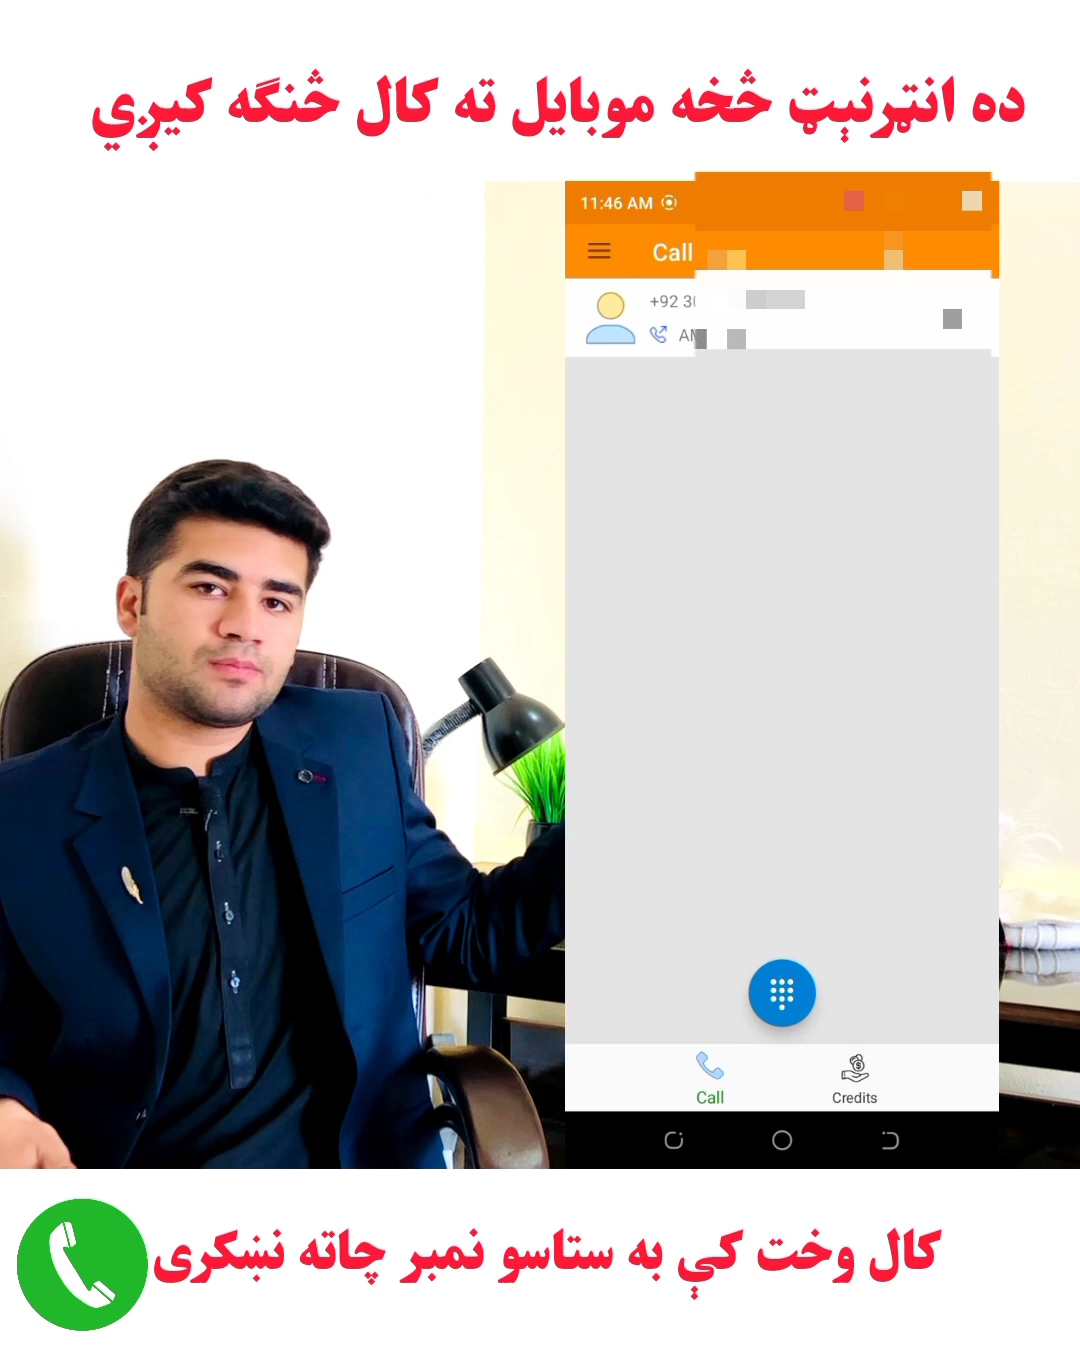 ده انټرنېټ څخه موبایل ته کال څنګه کیږي
11:46 AM
Call
+92 3
Call
Credits
کال وخت کې به ستاسو نمبر چاته نښکری